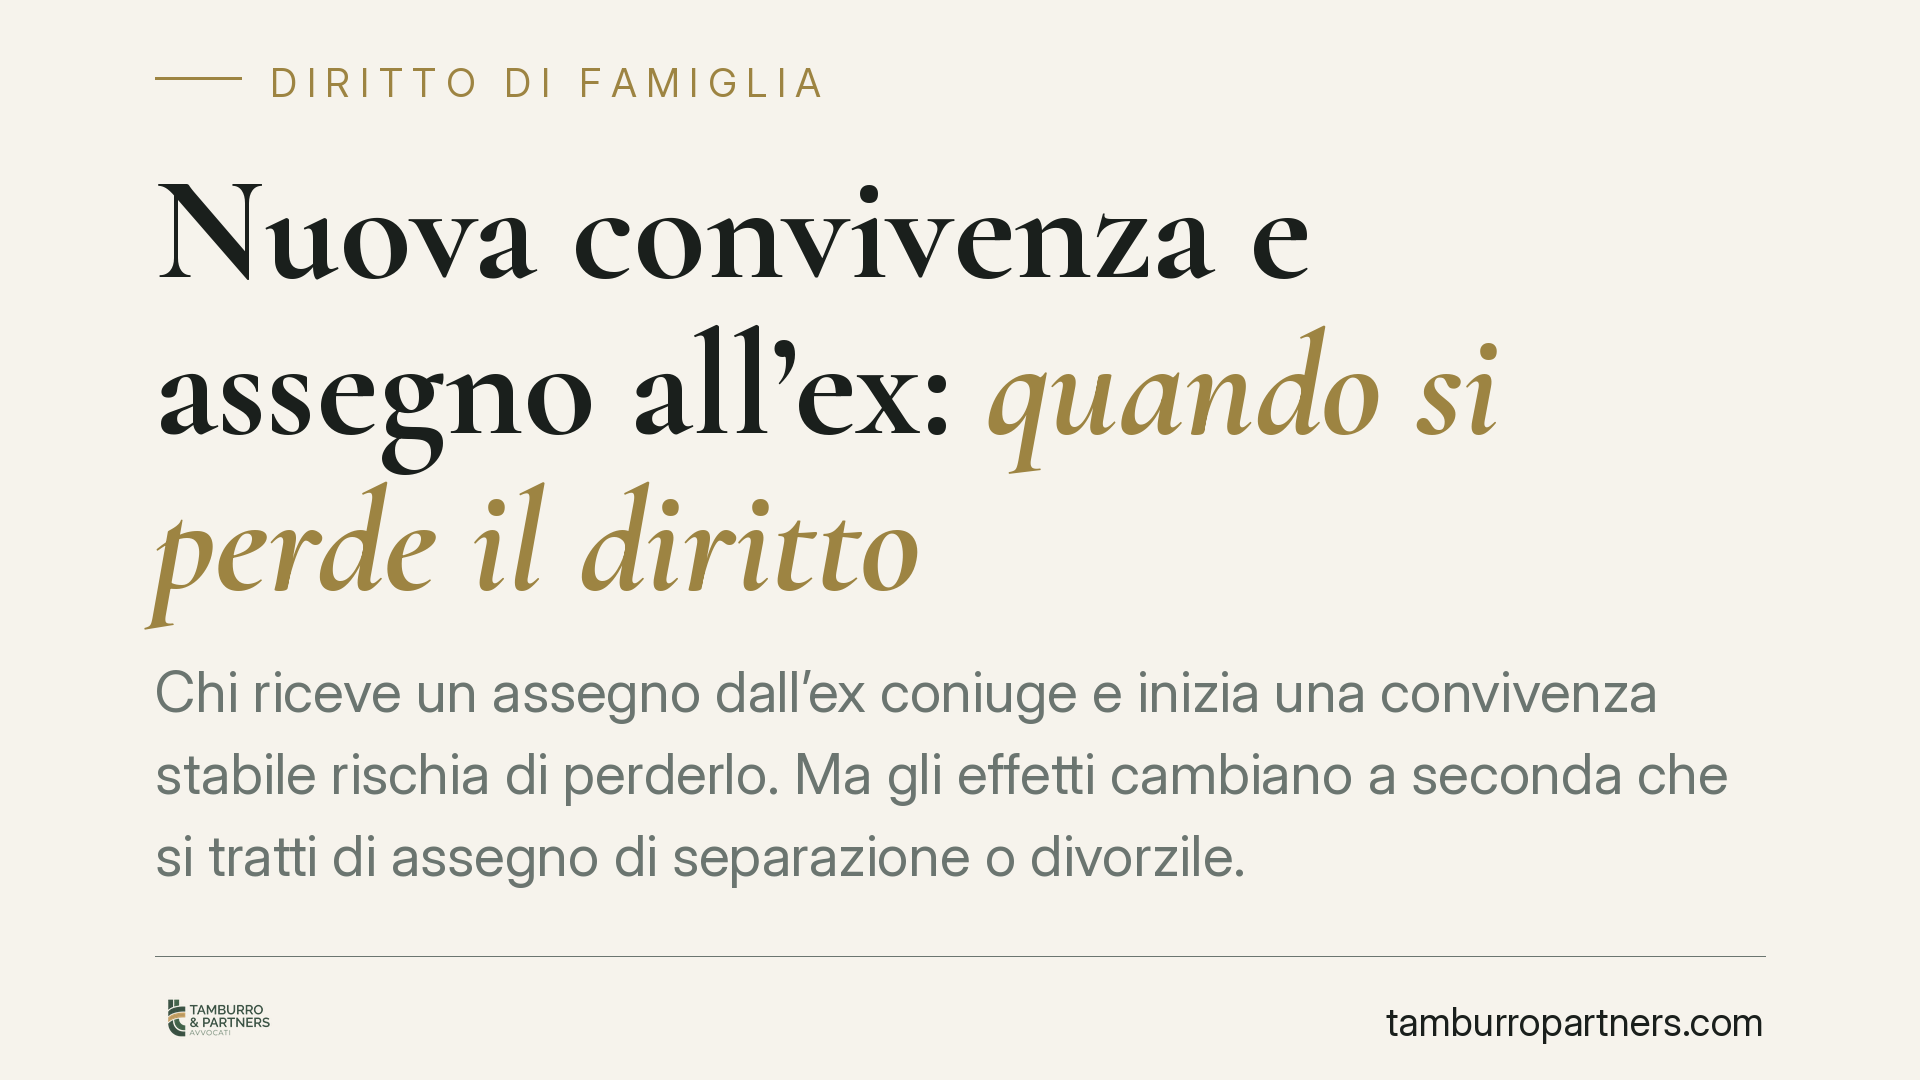 DIRITTO DI FAMIGLIA
Nuova convivenza e
assegno all’ex: quando si
perde il diritto
Chi riceve un assegno dall’ex coniuge e inizia una convivenza
stabile rischia di perderlo. Ma gli effetti cambiano a seconda che
si tratti di assegno di separazione o divorzile.
TAMBURRO
& PARTNERS
AVVOCATI
tamburropartners.com